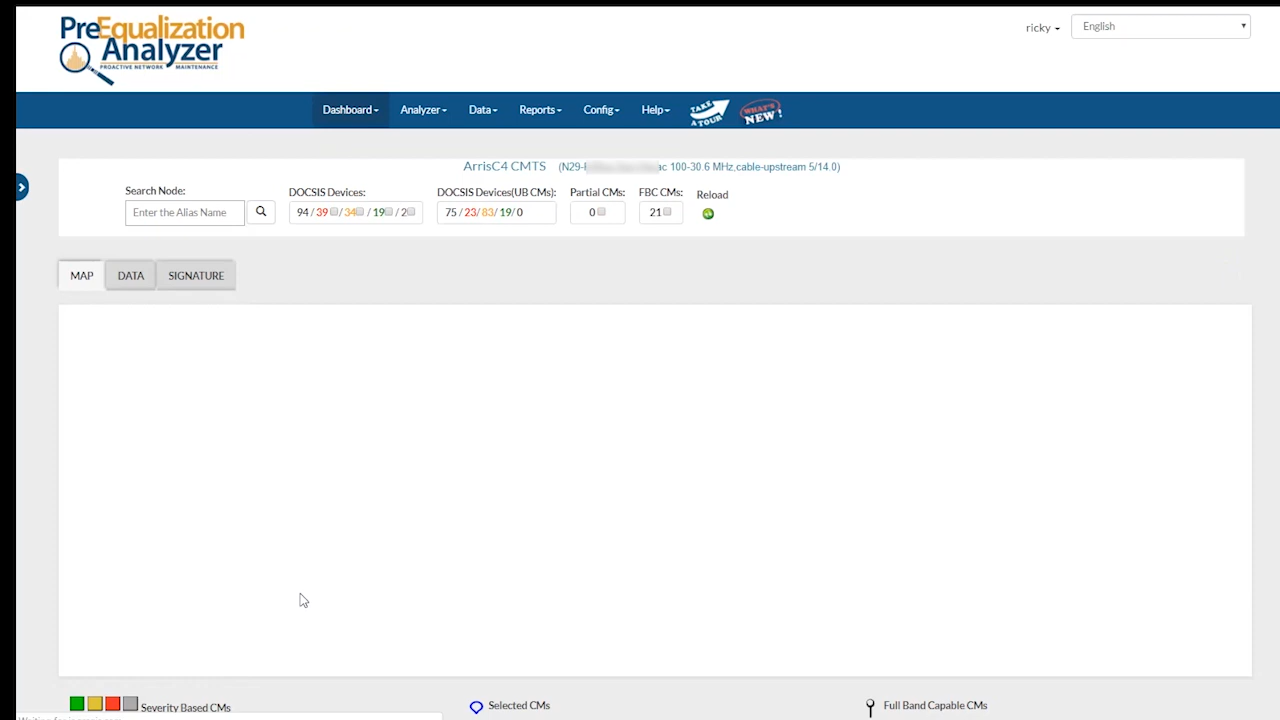 PreEqualization
Analyzer
PROACTIVE NETWORK MAINTENANCE
ricky
English
Dashboard
Analyzer
Data
Reports
Config
Help
TAKE A TOUR
WHAT'S NEW!
ArrisC4 CMTS (N29- ac 100-30.6 MHz,cable-upstream 5/14.0)
Search Node:
DOCSIS Devices:
DOCSIS Devices(UB CMs):
Partial CMs:
FBC CMs:
Reload
Enter the Alias Name
94 / 39 / 34 / 19 / 2
75 / 23/ 83/ 19/ 0
0
21
MAP
DATA
SIGNATURE
Severity Based CMs
Selected CMs
Full Band Capable CMs